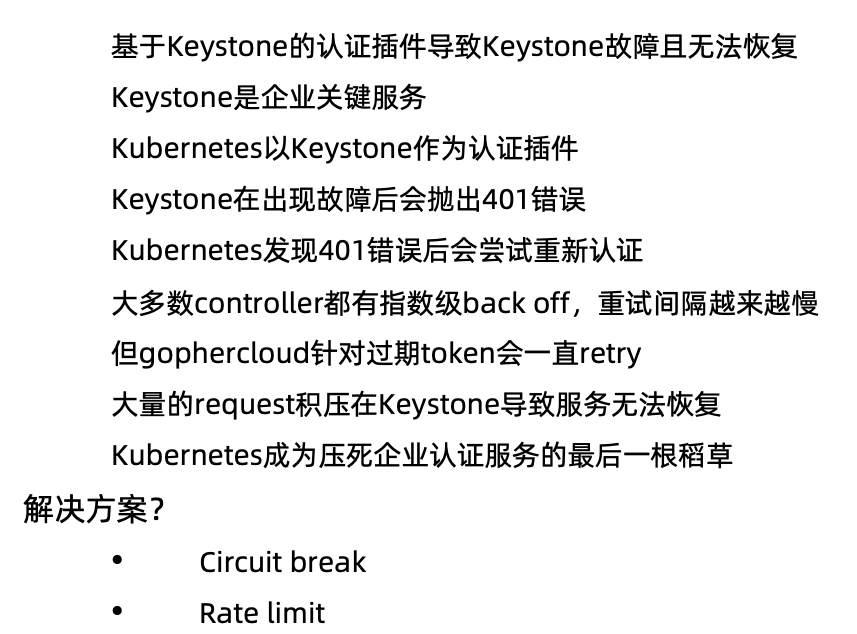 基于Keystone的认证插件导致Keystone故障且无法恢复
Keystone是企业关键服务
Kubernetes以Keystone作为认证插件
Keystone在出现故障后会抛出401错误
Kubernetes发现401错误后会尝试重新认证
大多数controller都有指数级back off，重试间隔越来越慢
但gophercloud针对过期token会一直retry
大量的request积压在Keystone导致服务无法恢复
Kubernetes成为压死企业认证服务的最后一根稻草
解决方案？
• Circuit break
• Rate limit